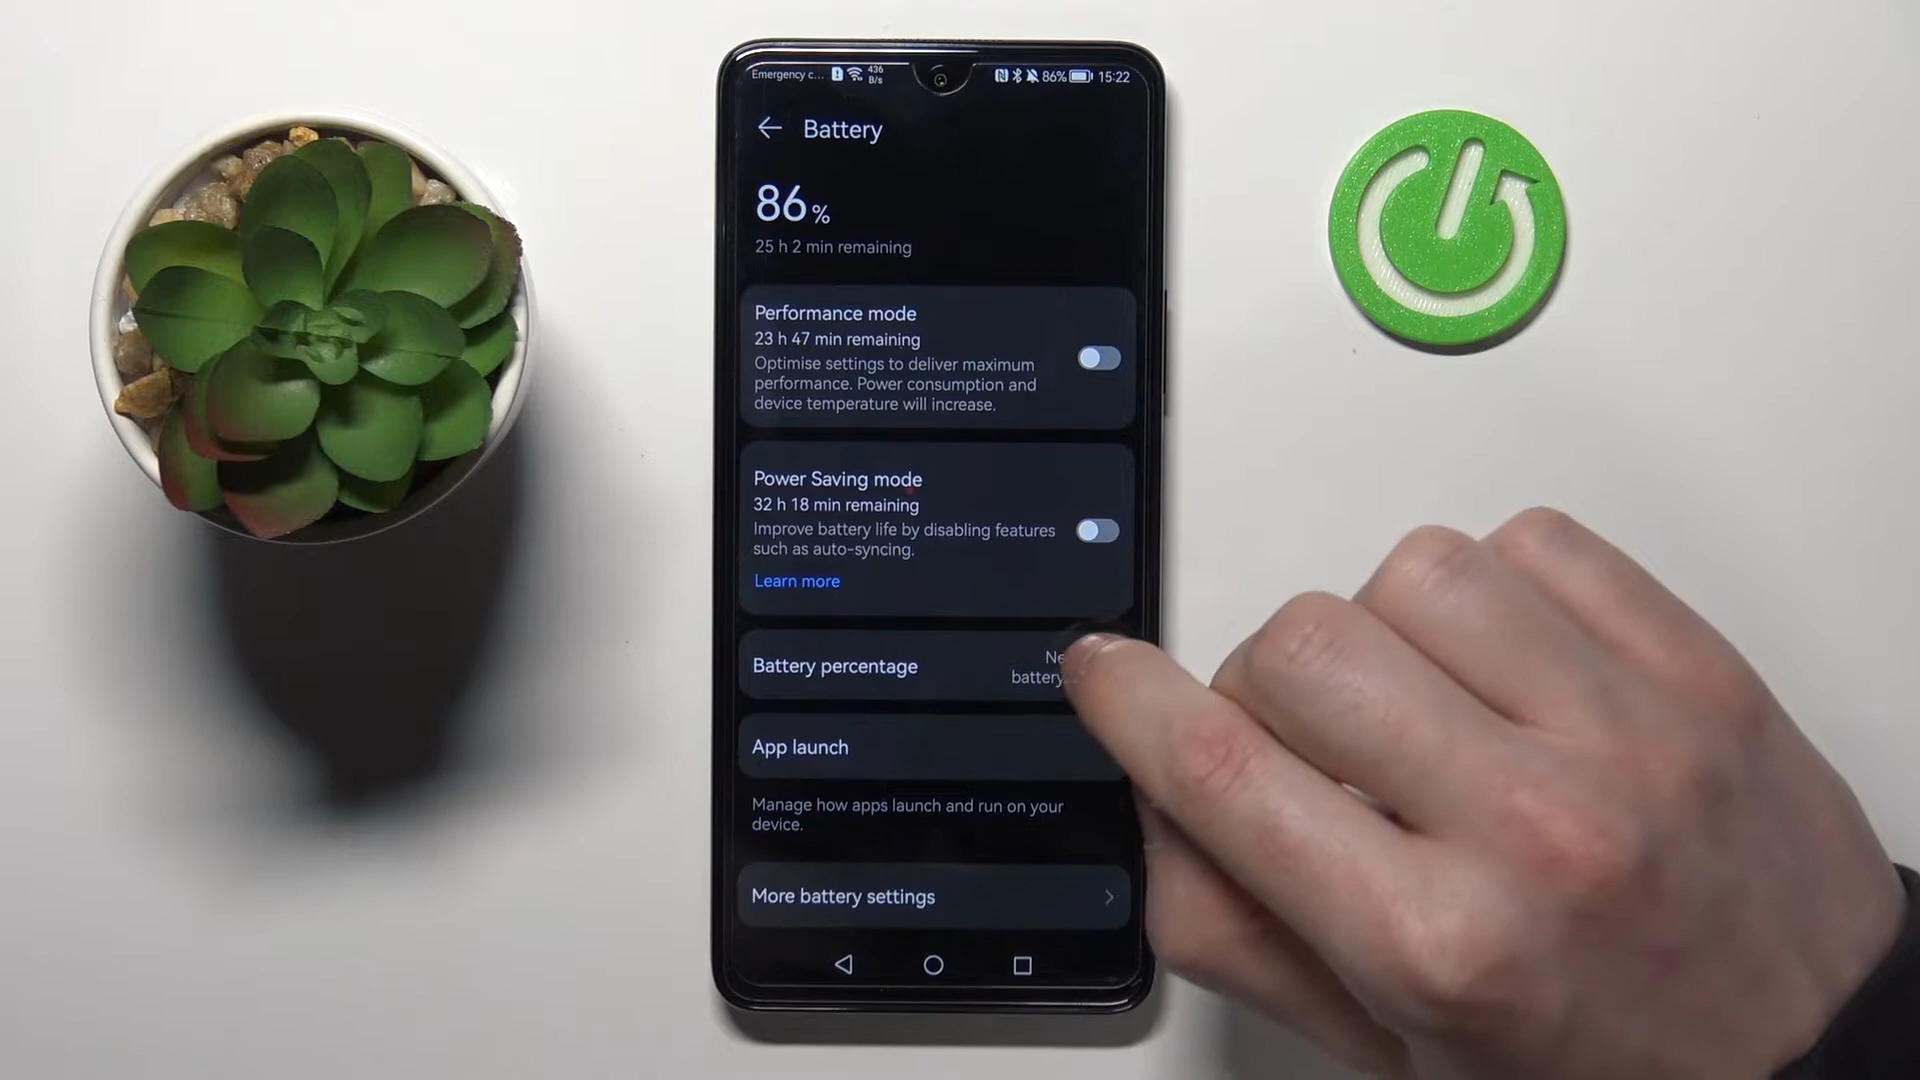 Emergency c... 436 B/s 86% 15:22
Battery
86 %
25 h 2 min remaining
Performance mode
23 h 47 min remaining
Optimise settings to deliver maximum
performance. Power consumption and
device temperature will increase.
Power Saving mode
32 h 18 min remaining
Improve battery life by disabling features
such as auto-syncing.
Learn more
Battery percentage
battery
App launch
Manage how apps launch and run on your
device.
More battery settings